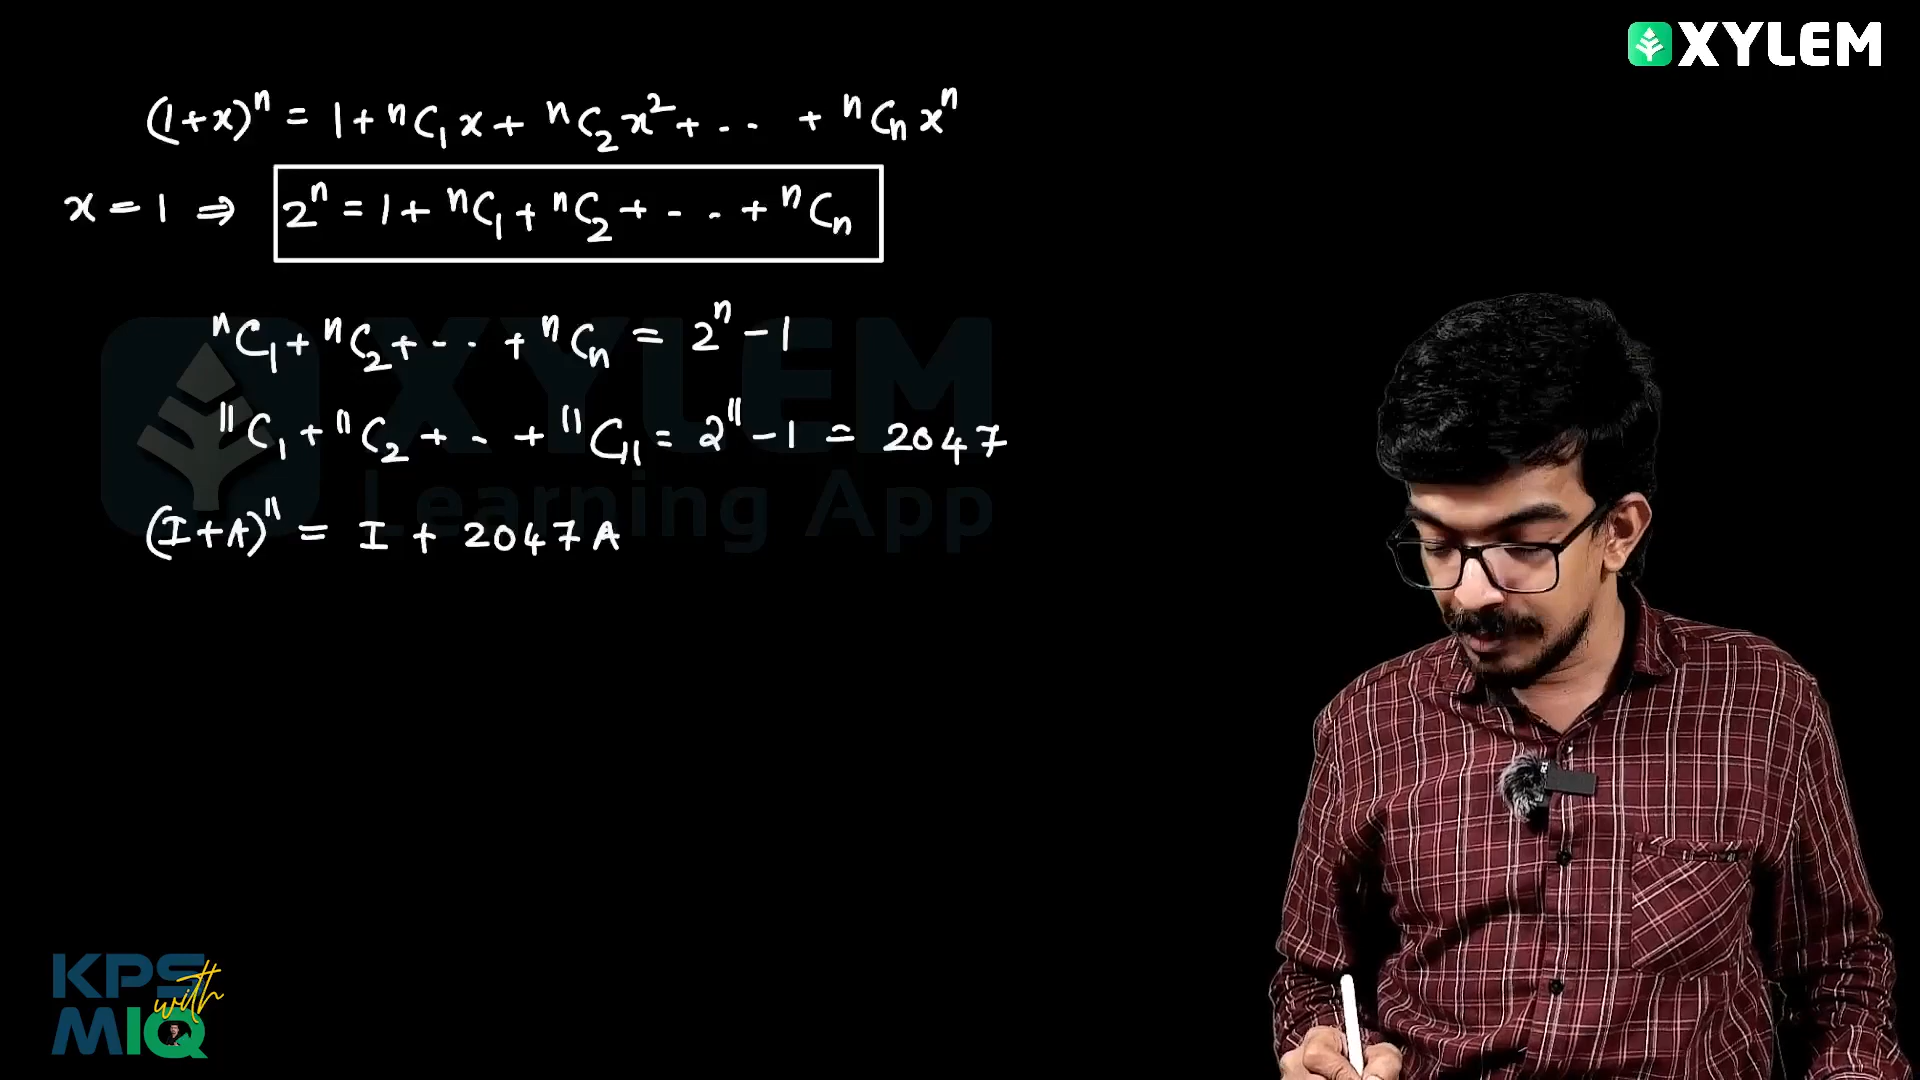 XYLEM
(1+x)ⁿ = 1 + ⁿC₁x + ⁿC₂x² + - - + ⁿCₙxⁿ
x = 1 ⇒ 2ⁿ = 1 + ⁿC₁ + ⁿC₂ + - - - + ⁿCₙ
ⁿC₁ + ⁿC₂ + - - + ⁿCₙ = 2ⁿ - 1
¹¹C₁ + ¹¹C₂ + - + ¹¹C₁₁ = 2¹¹ - 1 = 2047
(I+A)¹¹ = I + 2047A
XYLEM
Learning App
KPS
with
MIQ